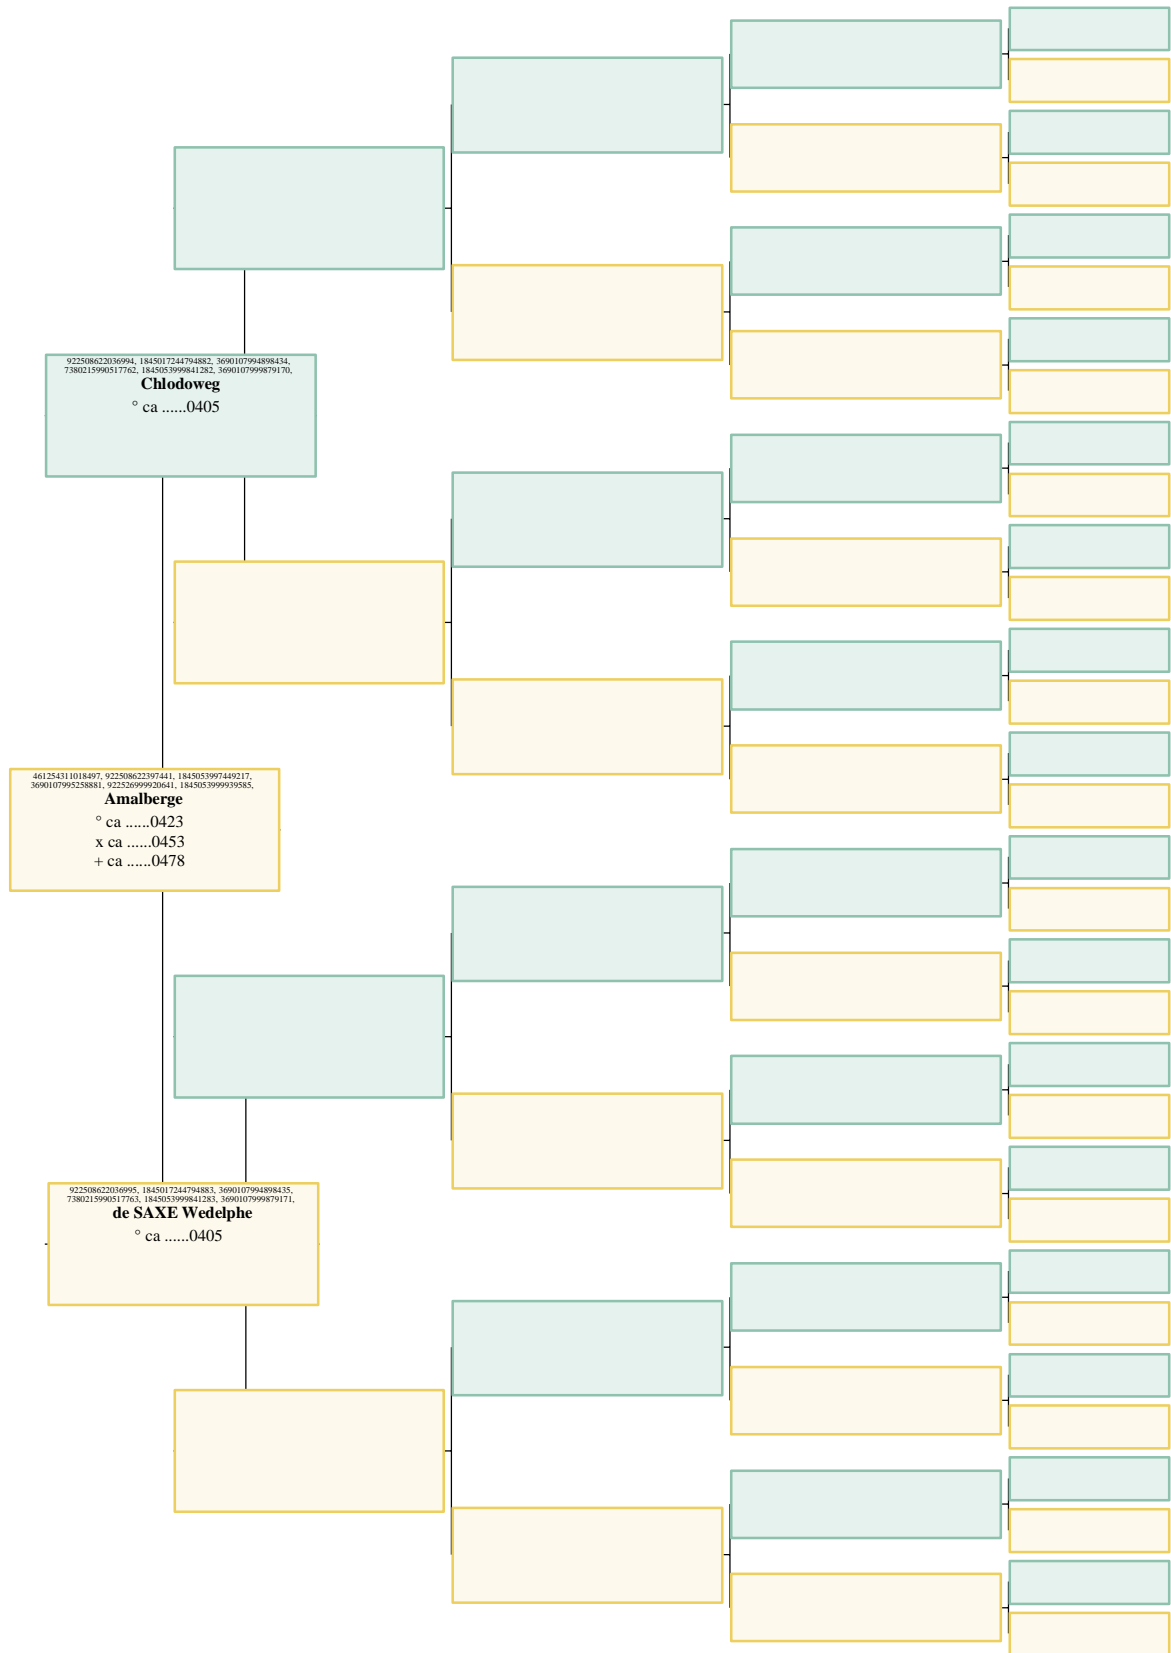 922508622036994, 1845017244794882, 3690107994898434,
7380215990517762, 1845053999841282, 3690107999879170,
Chlodoweg
° ca ......0405
461254311018497, 922508622397441, 1845053997449217,
3690107995258881, 922526999920641, 1845053999939585,
Amalberge
° ca ......0423
x ca ......0453
+ ca ......0478
922508622036995, 1845017244794883, 3690107994898435,
7380215990517763, 1845053999841283, 3690107999879171,
de SAXE Wedelphe
° ca ......0405